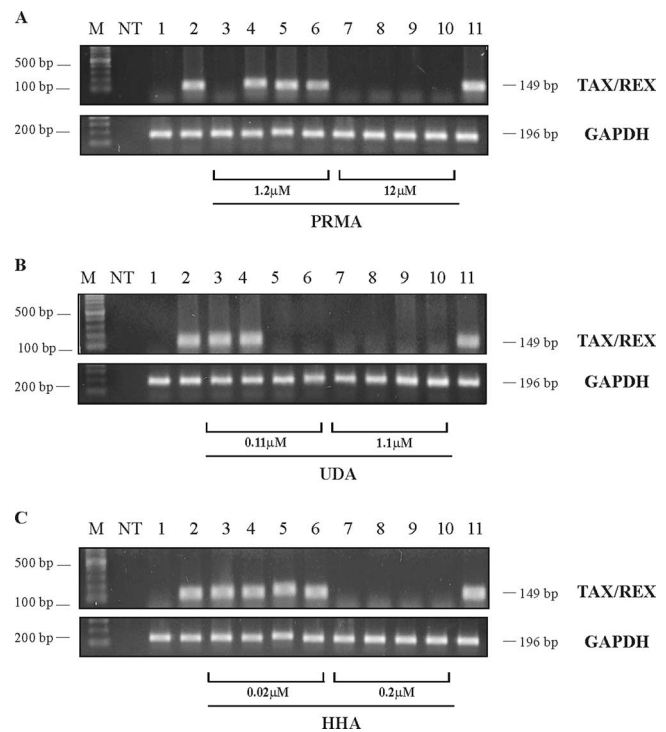 A
M NT 1 2 3 4 5 6 7 8 9 10 11
500 bp
100 bp
149 bp TAX/REX
200 bp
196 bp GAPDH
1.2µM 12µM
PRMA
B
M NT 1 2 3 4 5 6 7 8 9 10 11
500 bp
100 bp
149 bp TAX/REX
200 bp
196 bp GAPDH
0.11µM 1.1µM
UDA
C
M NT 1 2 3 4 5 6 7 8 9 10 11
500 bp
100 bp
149 bp TAX/REX
200 bp
196 bp GAPDH
0.02µM 0.2µM
HHA